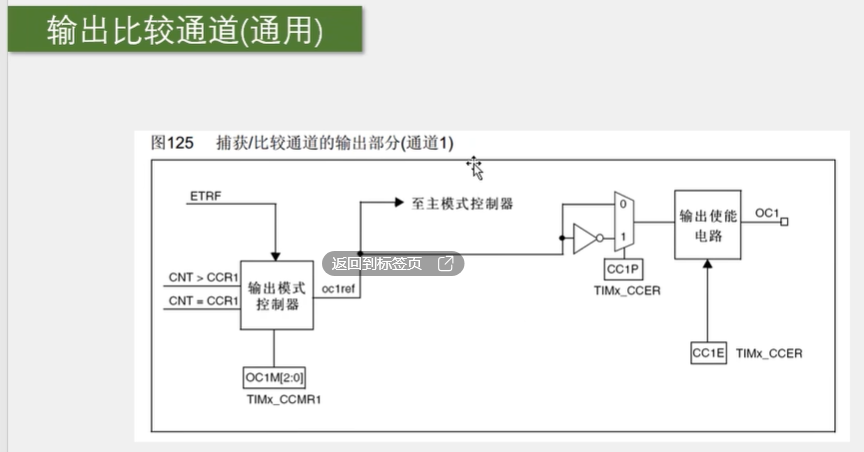 输出比较通道(通用)
图125 捕获/比较通道的输出部分(通道1)
ETRF
至主模式控制器
0
输出使能
电路
OC1
1
返回到标签页
CNT > CCR1
CNT = CCR1
输出模式
控制器
oc1ref
CC1P
TIMx_CCER
CC1E TIMx_CCER
OC1M[2:0]
TIMx_CCMR1